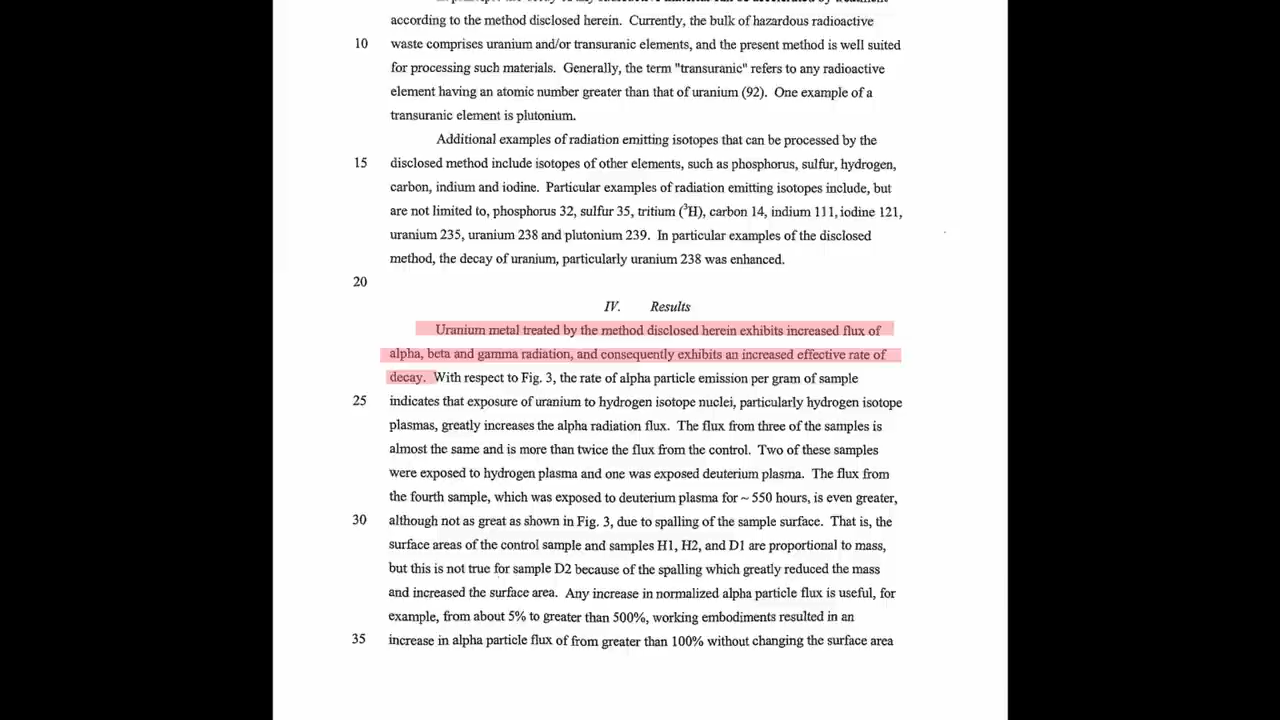 according to the method disclosed herein. Currently, the bulk of hazardous radioactive
10 waste comprises uranium and/or transuranic elements, and the present method is well suited
for processing such materials. Generally, the term "transuranic" refers to any radioactive
element having an atomic number greater than that of uranium (92). One example of a
transuranic element is plutonium.
Additional examples of radiation emitting isotopes that can be processed by the
15 disclosed method include isotopes of other elements, such as phosphorus, sulfur, hydrogen,
carbon, indium and iodine. Particular examples of radiation emitting isotopes include, but
are not limited to, phosphorus 32, sulfur 35, tritium (³H), carbon 14, indium 111, iodine 121,
uranium 235, uranium 238 and plutonium 239. In particular examples of the disclosed
method, the decay of uranium, particularly uranium 238 was enhanced.
20
IV. Results
Uranium metal treated by the method disclosed herein exhibits increased flux of
alpha, beta and gamma radiation, and consequently exhibits an increased effective rate of
decay. With respect to Fig. 3, the rate of alpha particle emission per gram of sample
25 indicates that exposure of uranium to hydrogen isotope nuclei, particularly hydrogen isotope
plasmas, greatly increases the alpha radiation flux. The flux from three of the samples is
almost the same and is more than twice the flux from the control. Two of these samples
were exposed to hydrogen plasma and one was exposed deuterium plasma. The flux from
the fourth sample, which was exposed to deuterium plasma for ~ 550 hours, is even greater,
30 although not as great as shown in Fig. 3, due to spalling of the sample surface. That is, the
surface areas of the control sample and samples H1, H2, and D1 are proportional to mass,
but this is not true for sample D2 because of the spalling which greatly reduced the mass
and increased the surface area. Any increase in normalized alpha particle flux is useful, for
example, from about 5% to greater than 500%, working embodiments resulted in an
35 increase in alpha particle flux of from greater than 100% without changing the surface area